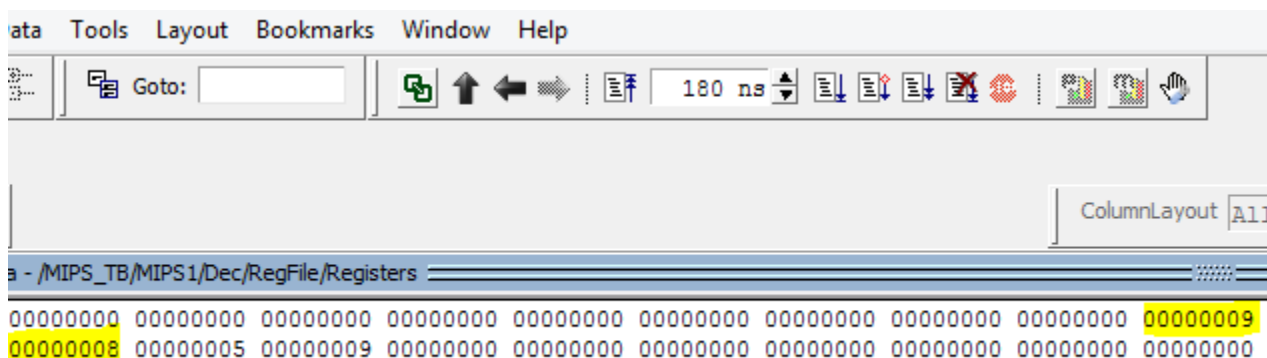 ata Tools Layout Bookmarks Window Help
Goto: 180 ns
ColumnLayout All
a - /MIPS_TB/MIPS1/Dec/RegFile/Registers
00000000 00000000 00000000 00000000 00000000 00000000 00000000 00000000 00000000 00000009
00000008 00000005 00000009 00000000 00000000 00000000 00000000 00000000 00000000 00000000